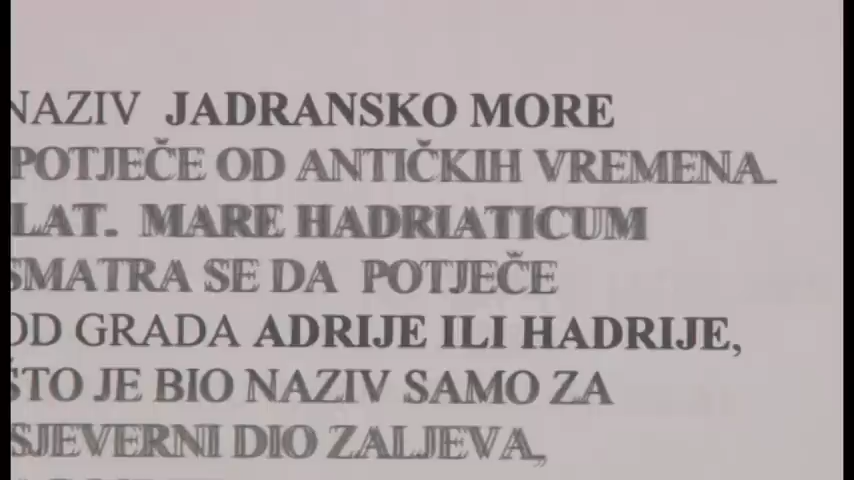 NAZIV JADRANSKO MORE
POTJEČE OD ANTIČKIH VREMENA.
LAT. MARE HADRIATICUM
SMATRA SE DA POTJEČE
OD GRADA ADRIJE ILI HADRIJE,
ŠTO JE BIO NAZIV SAMO ZA
SJEVERNI DIO ZALJEVA,